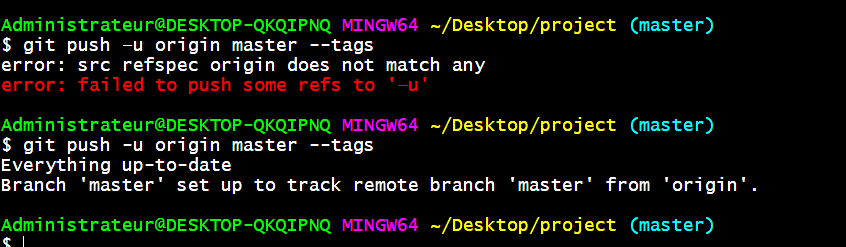 Administrateur@DESKTOP-QKQIPNQ MINGW64 ~/Desktop/project (master)
$ git push –u origin master --tags
error: src refspec origin does not match any
error: failed to push some refs to '–u'
Administrateur@DESKTOP-QKQIPNQ MINGW64 ~/Desktop/project (master)
$ git push -u origin master --tags
Everything up-to-date
Branch 'master' set up to track remote branch 'master' from 'origin'.
Administrateur@DESKTOP-QKQIPNQ MINGW64 ~/Desktop/project (master)
$